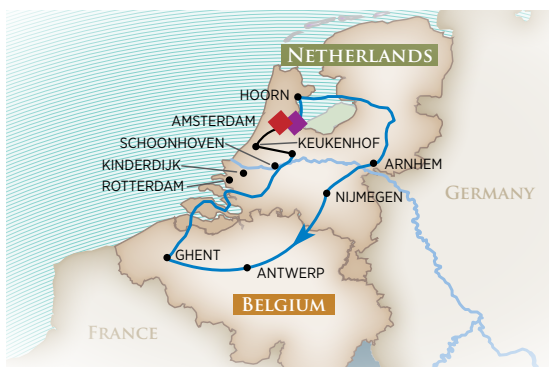 NETHERLANDS
HOORN
AMSTERDAM
SCHOONHOVEN
KEUKENHOF
KINDERDIJK
ARNHEM
ROTTERDAM
GERMANY
NIJMEGEN
GHENT
ANTWERP
BELGIUM
FRANCE